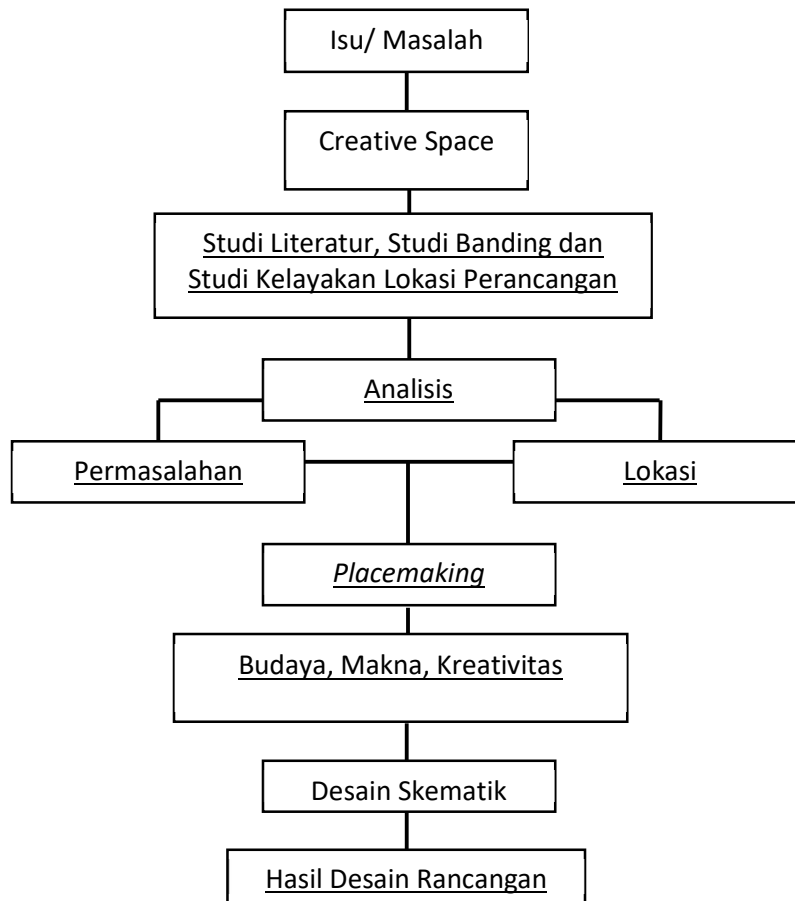 Isu/ Masalah
Creative Space
Studi Literatur, Studi Banding dan
Studi Kelayakan Lokasi Perancangan
Analisis
Permasalahan
Lokasi
Placemaking
Budaya, Makna, Kreativitas
Desain Skematik
Hasil Desain Rancangan